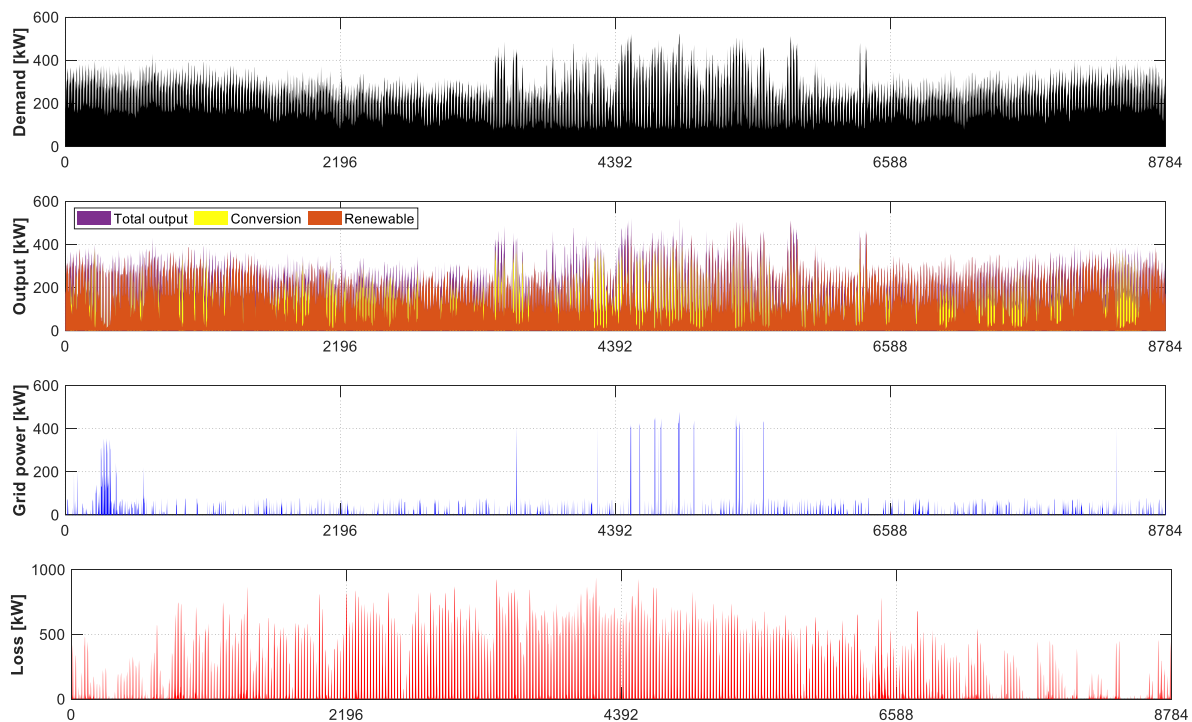 600
400
200
0
Demand [kW]
0 2196 4392 6588 8784
600
400
200
0
Output [kW]
Total output Conversion Renewable
0 2196 4392 6588 8784
600
400
200
0
Grid power [kW]
0 2196 4392 6588 8784
1000
500
0
Loss [kW]
0 2196 4392 6588 8784